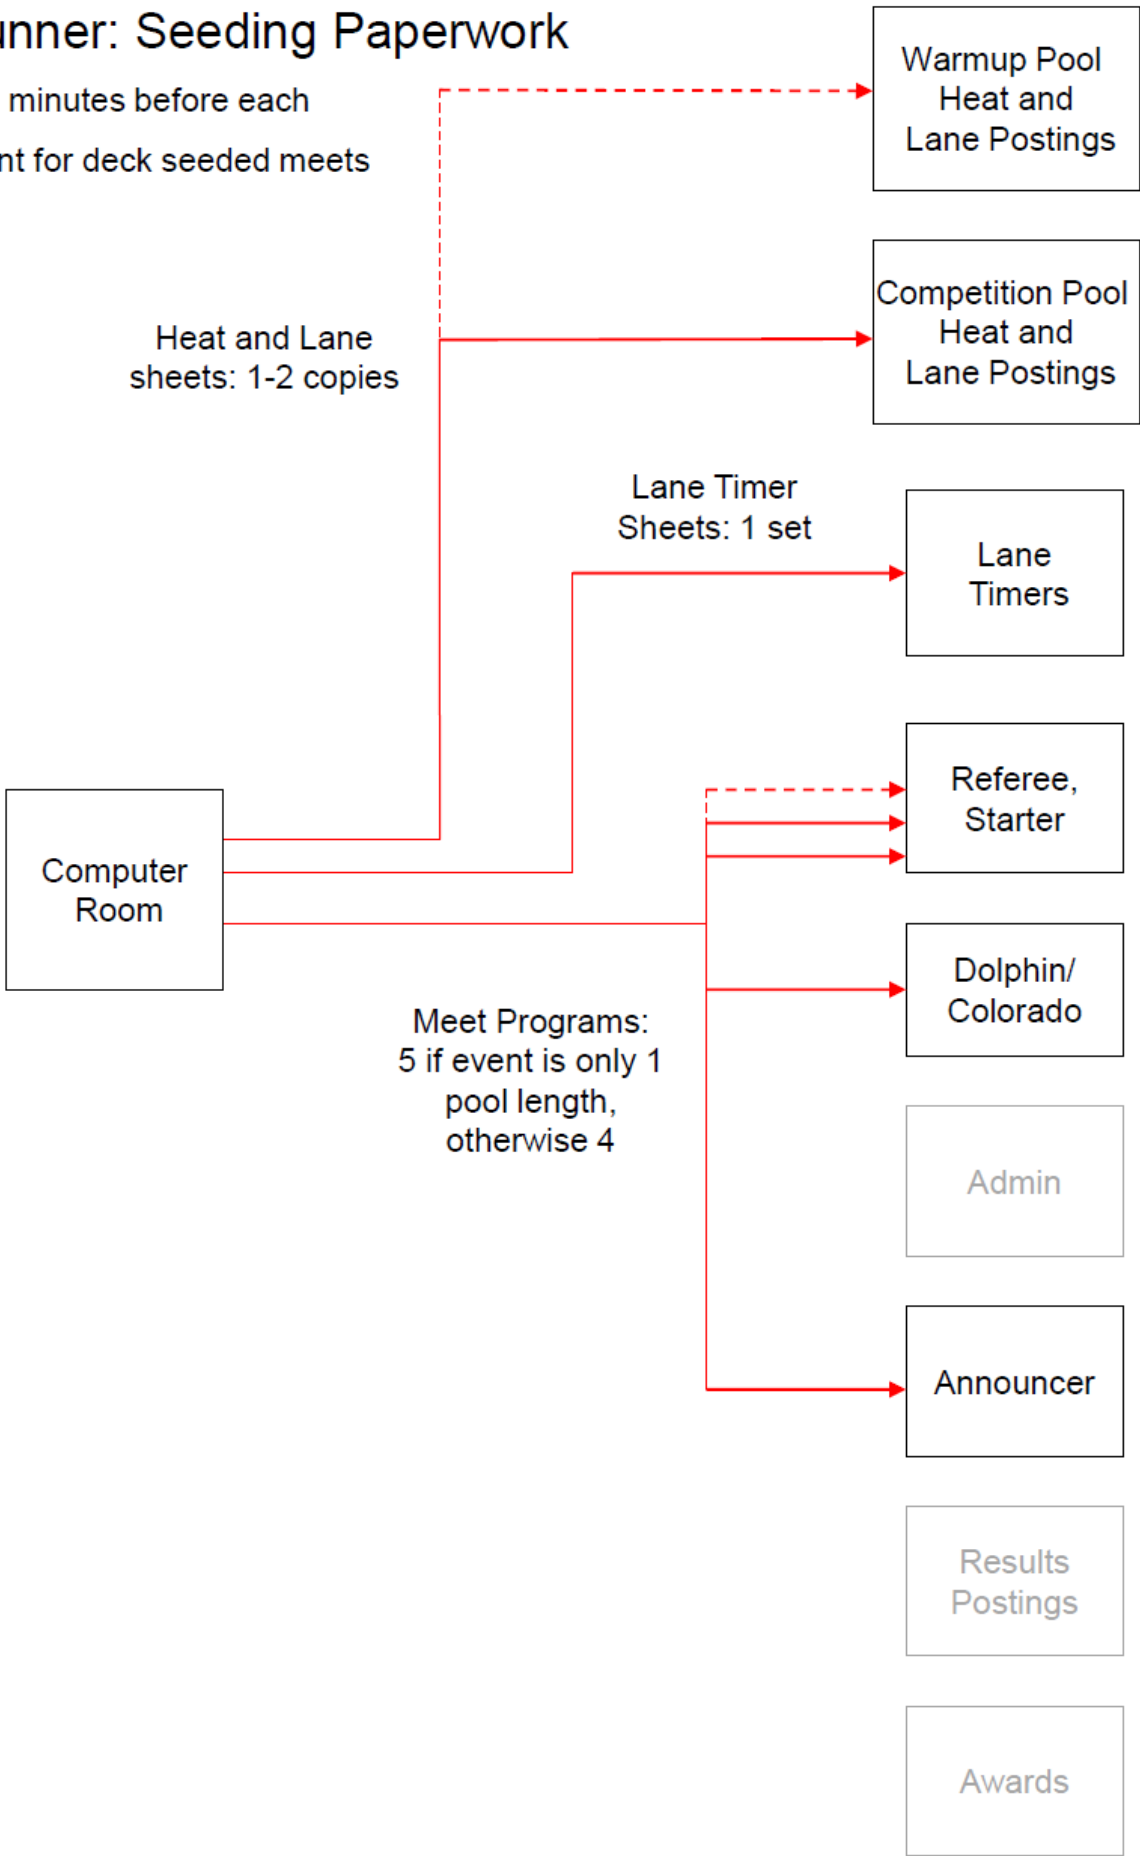 unner: Seeding Paperwork
minutes before each
nt for deck seeded meets
Warmup Pool
Heat and
Lane Postings
Competition Pool
Heat and
Lane Postings
Heat and Lane
sheets: 1-2 copies
Lane Timer
Sheets: 1 set
Lane
Timers
Referee,
Starter
Computer
Room
Dolphin/
Colorado
Meet Programs:
5 if event is only 1
pool length,
otherwise 4
Admin
Announcer
Results
Postings
Awards